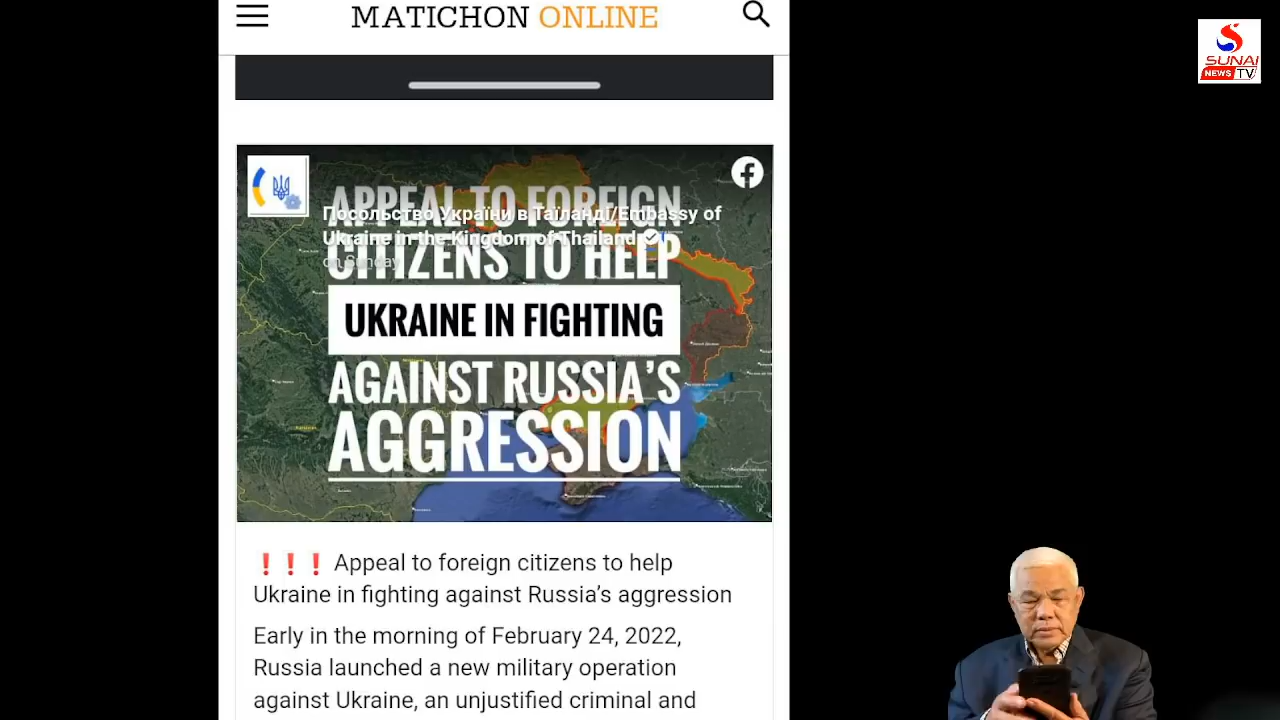 MATICHON ONLINE
SUNAI
NEWS TV
APPEAL TO FOREIGN
Посольство України в Таїланді/Embassy of
Ukraine in the Kingdom of Thailand
on Sunday
CITIZENS TO HELP
UKRAINE IN FIGHTING
AGAINST RUSSIA'S
AGGRESSION
❗❗❗ Appeal to foreign citizens to help
Ukraine in fighting against Russia's aggression
Early in the morning of February 24, 2022,
Russia launched a new military operation
against Ukraine, an unjustified criminal and